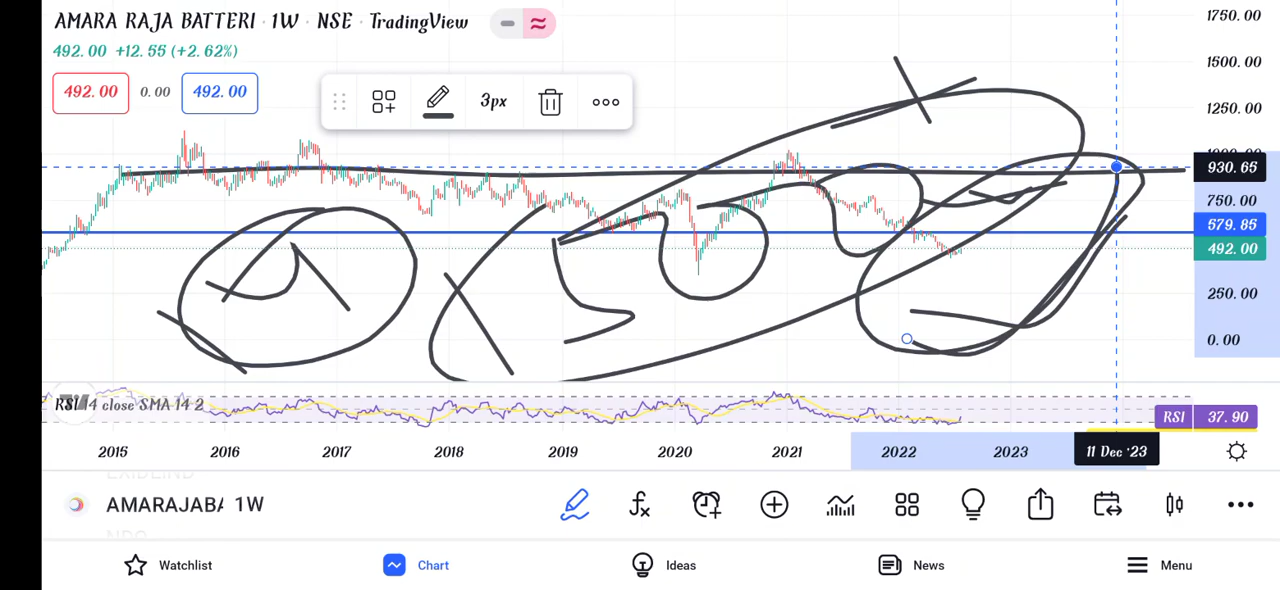 AMARA RAJA BATTERI · 1W · NSE · TradingView
492.00 +12.55 (+2.62%)
492.00 0.00 492.00
3px
1750.00
1500.00
1250.00
1000.00
930.65
750.00
579.85
492.00
250.00
0.00
RSI 14 close SMA 14 2
RSI 37.90
2015 2016 2017 2018 2019 2020 2021 2022 2023 11 Dec '23
AMARAJABA 1W
Watchlist Chart Ideas News Menu